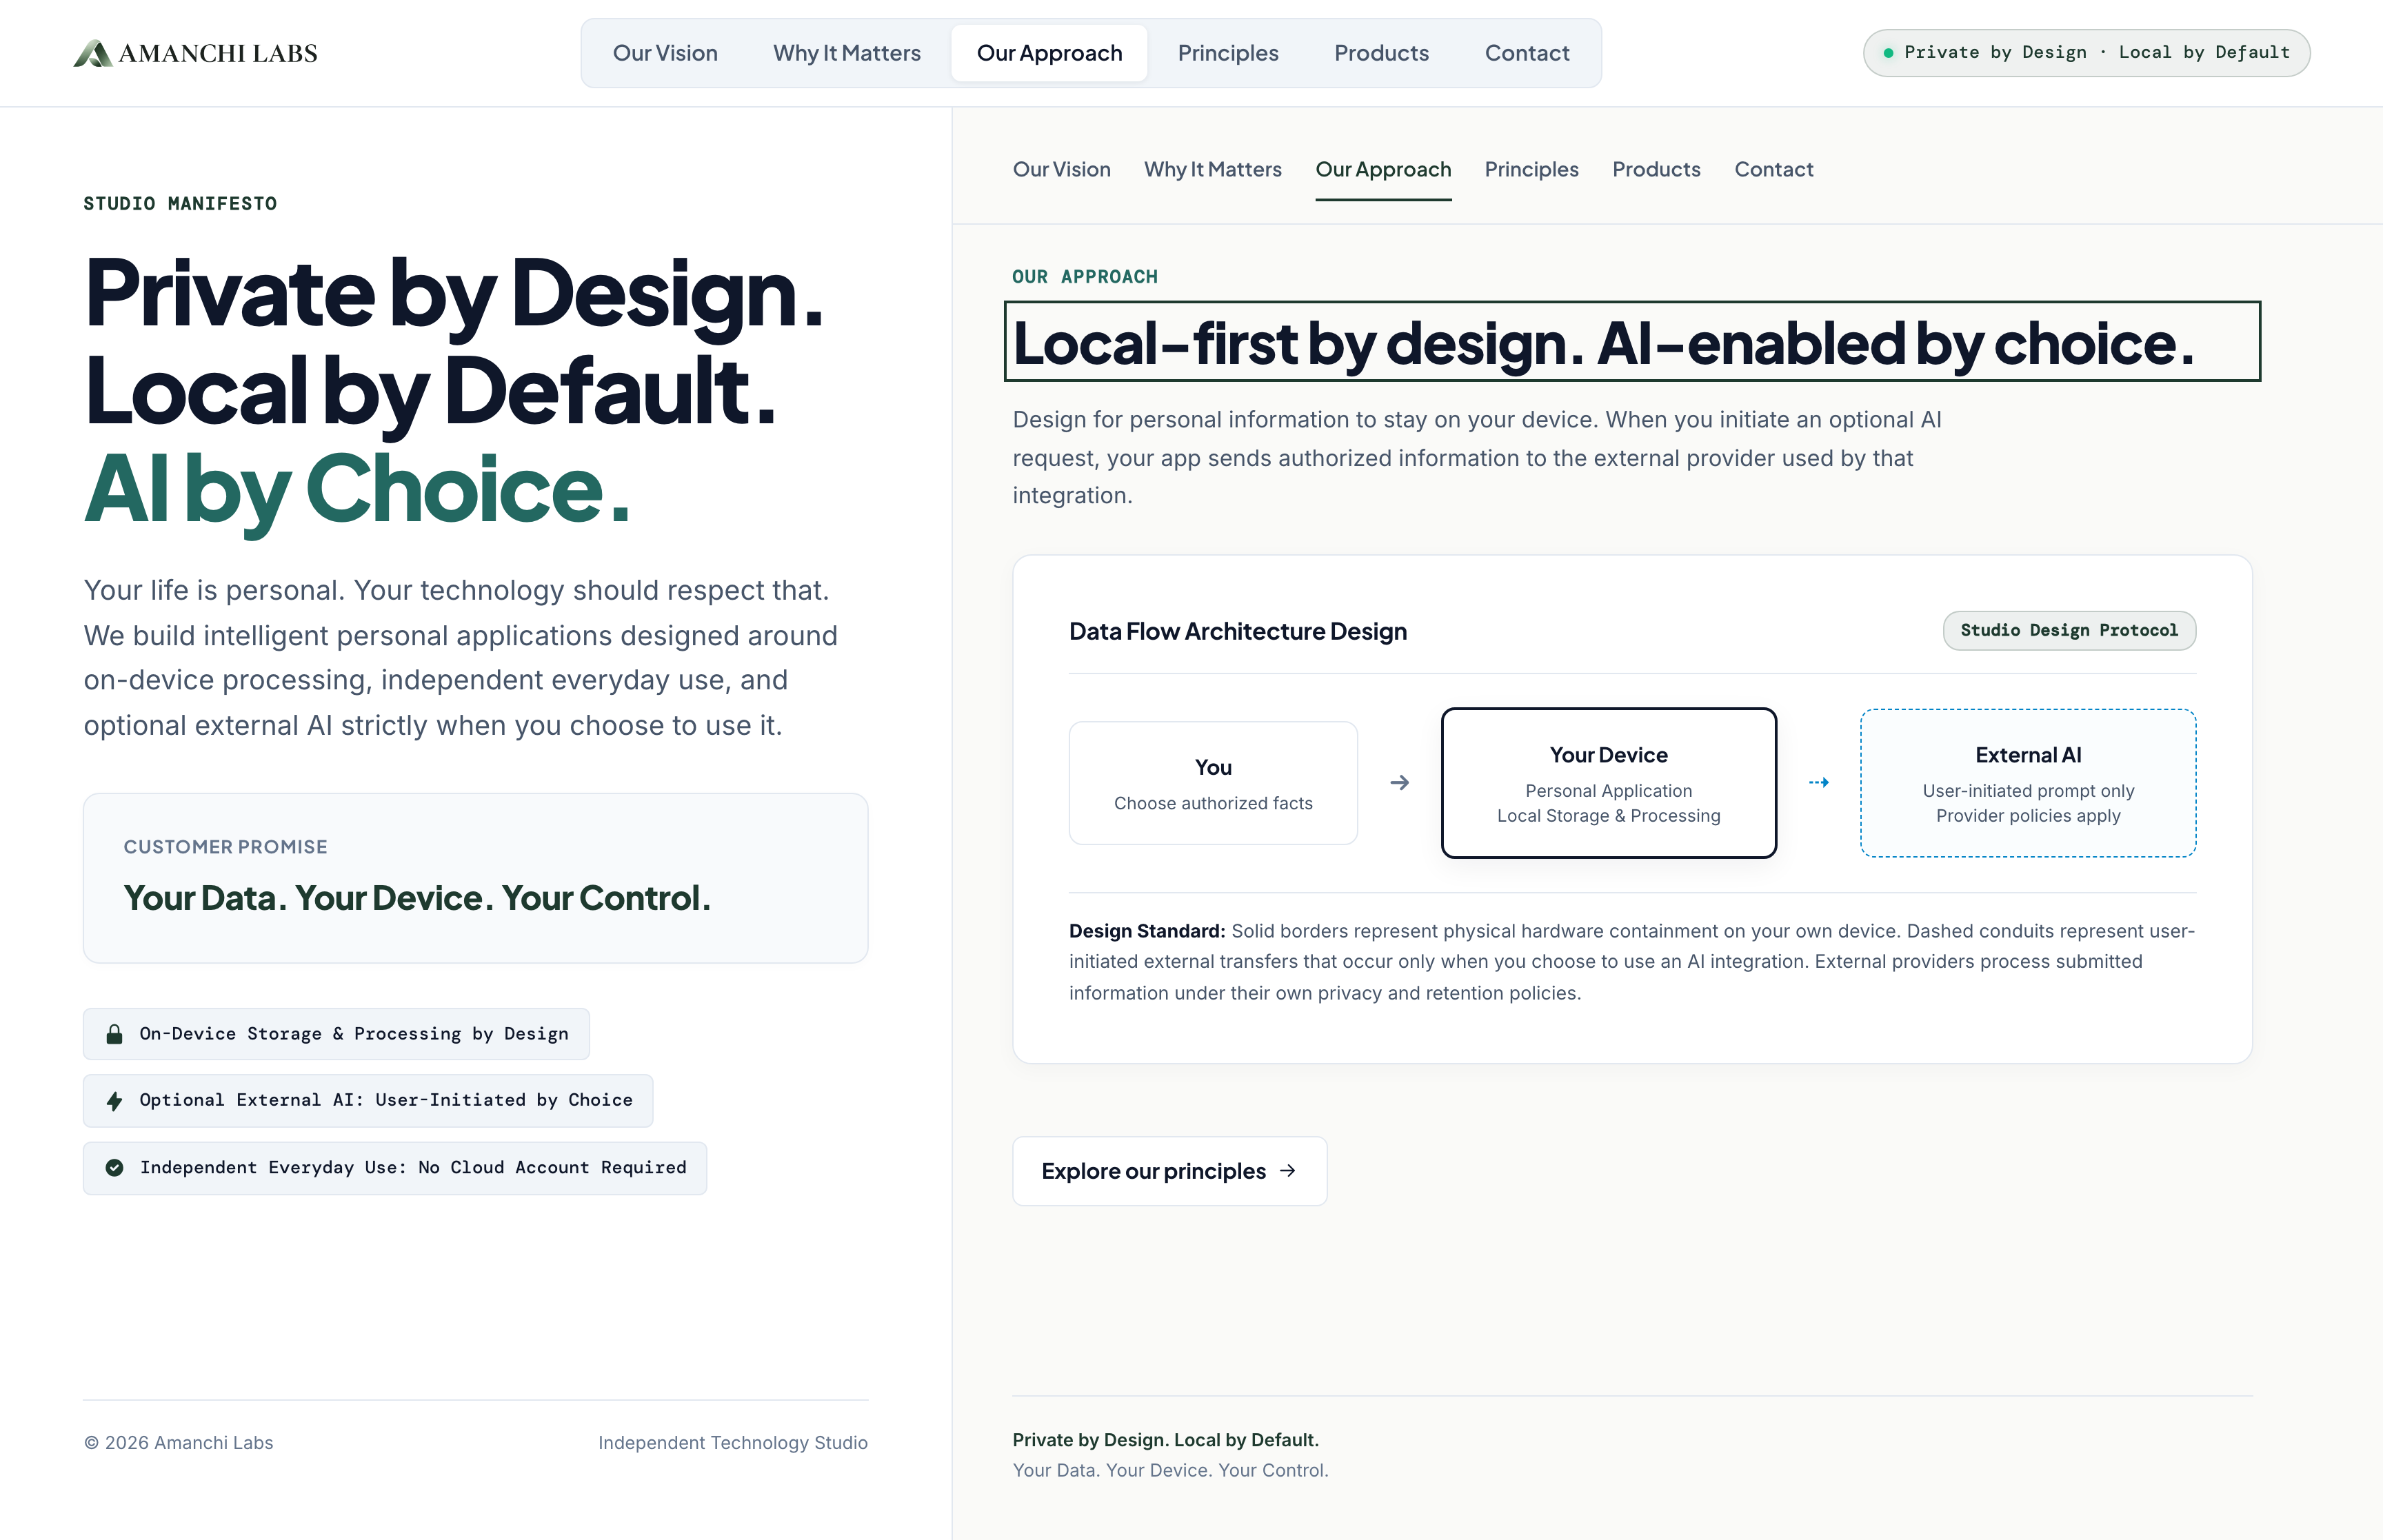 AMANCHI LABS
Our Vision
Why It Matters
Our Approach
Principles
Products
Contact
Private by Design · Local by Default
STUDIO MANIFESTO
Private by Design.
Local by Default.
AI by Choice.
Your life is personal. Your technology should respect that.
We build intelligent personal applications designed around
on-device processing, independent everyday use, and
optional external AI strictly when you choose to use it.
CUSTOMER PROMISE
Your Data. Your Device. Your Control.
On-Device Storage & Processing by Design
Optional External AI: User-Initiated by Choice
Independent Everyday Use: No Cloud Account Required
© 2026 Amanchi Labs
Independent Technology Studio
Our Vision
Why It Matters
Our Approach
Principles
Products
Contact
OUR APPROACH
Local-first by design. AI-enabled by choice.
Design for personal information to stay on your device. When you initiate an optional AI
request, your app sends authorized information to the external provider used by that
integration.
Data Flow Architecture Design
Studio Design Protocol
You
Choose authorized facts
Your Device
Personal Application
Local Storage & Processing
External AI
User-initiated prompt only
Provider policies apply
Design Standard: Solid borders represent physical hardware containment on your own device. Dashed conduits represent user-
initiated external transfers that occur only when you choose to use an AI integration. External providers process submitted
information under their own privacy and retention policies.
Explore our principles →
Private by Design. Local by Default.
Your Data. Your Device. Your Control.